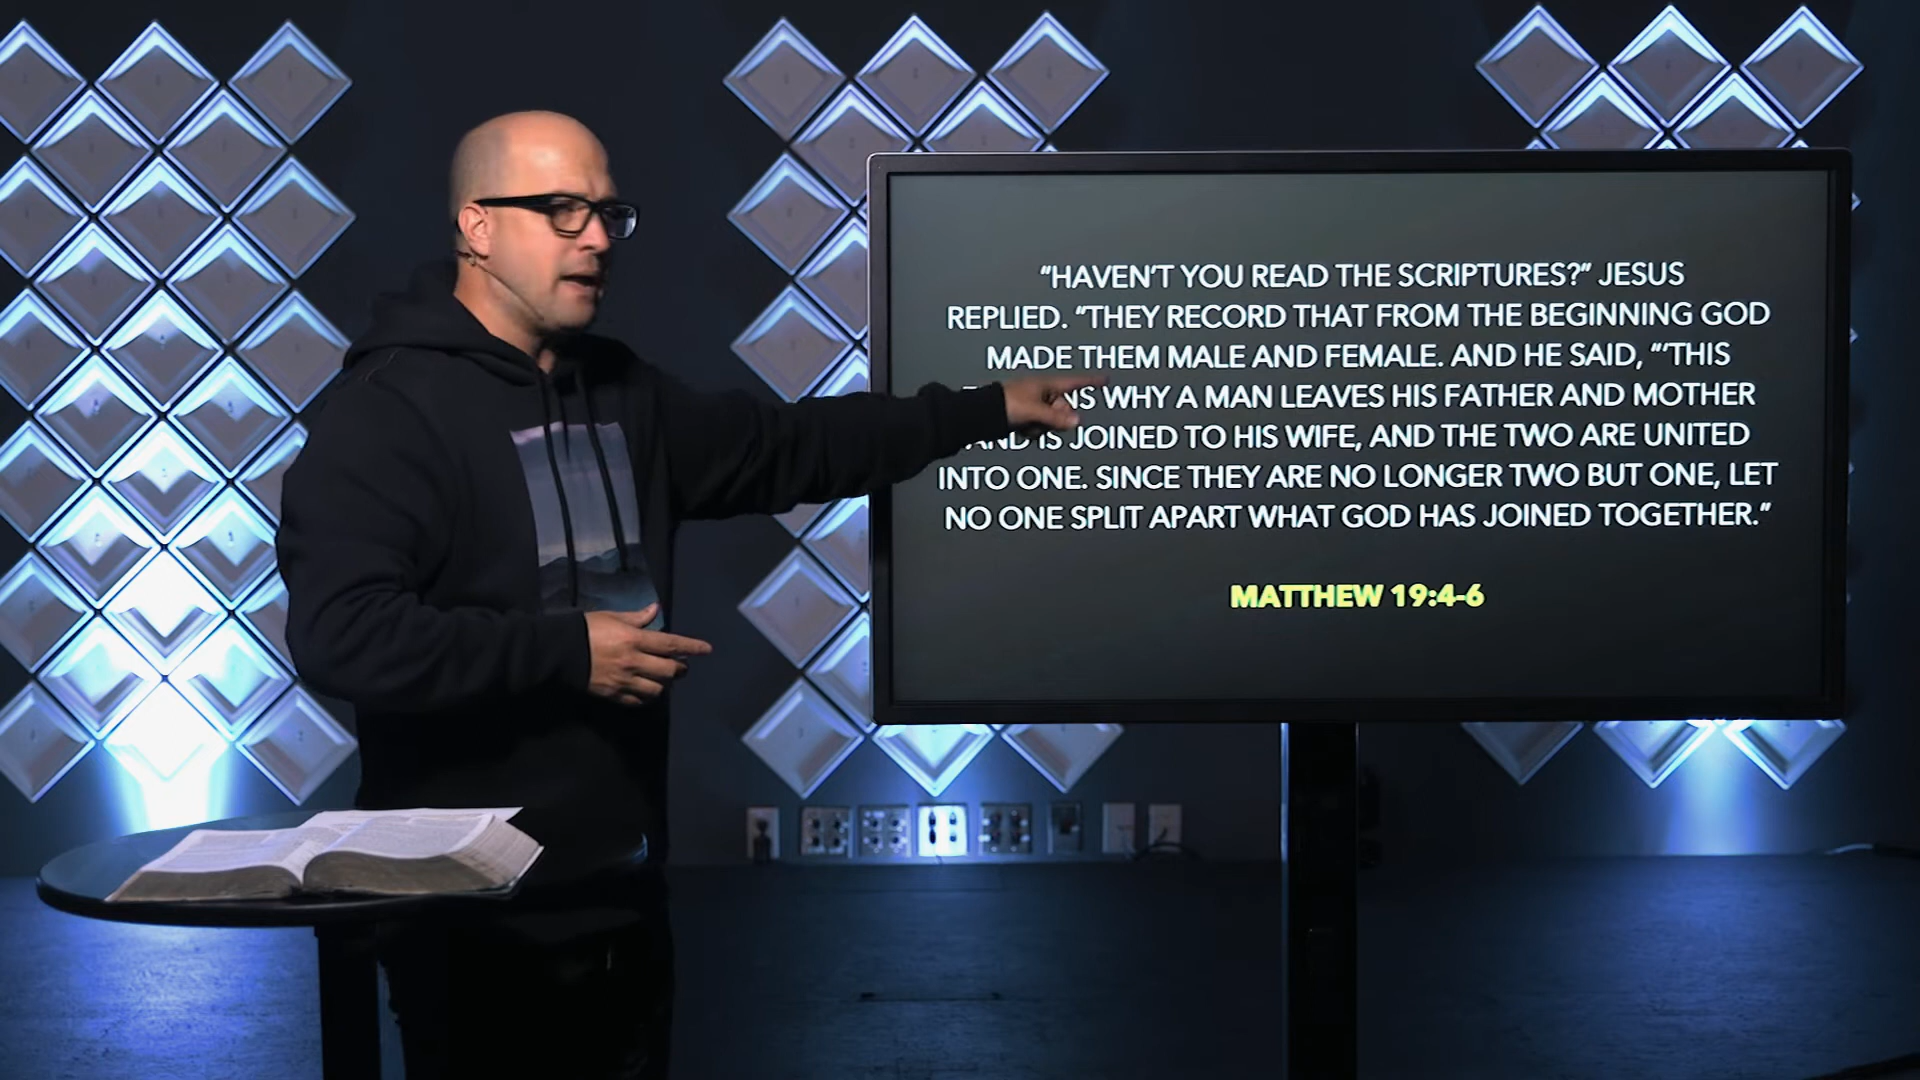 “HAVEN’T YOU READ THE SCRIPTURES?” JESUS
REPLIED. “THEY RECORD THAT FROM THE BEGINNING GOD
MADE THEM MALE AND FEMALE. AND HE SAID, “‘THIS
WHY A MAN LEAVES HIS FATHER AND MOTHER
AND IS JOINED TO HIS WIFE, AND THE TWO ARE UNITED
INTO ONE. SINCE THEY ARE NO LONGER TWO BUT ONE, LET
NO ONE SPLIT APART WHAT GOD HAS JOINED TOGETHER.”
MATTHEW 19:4-6